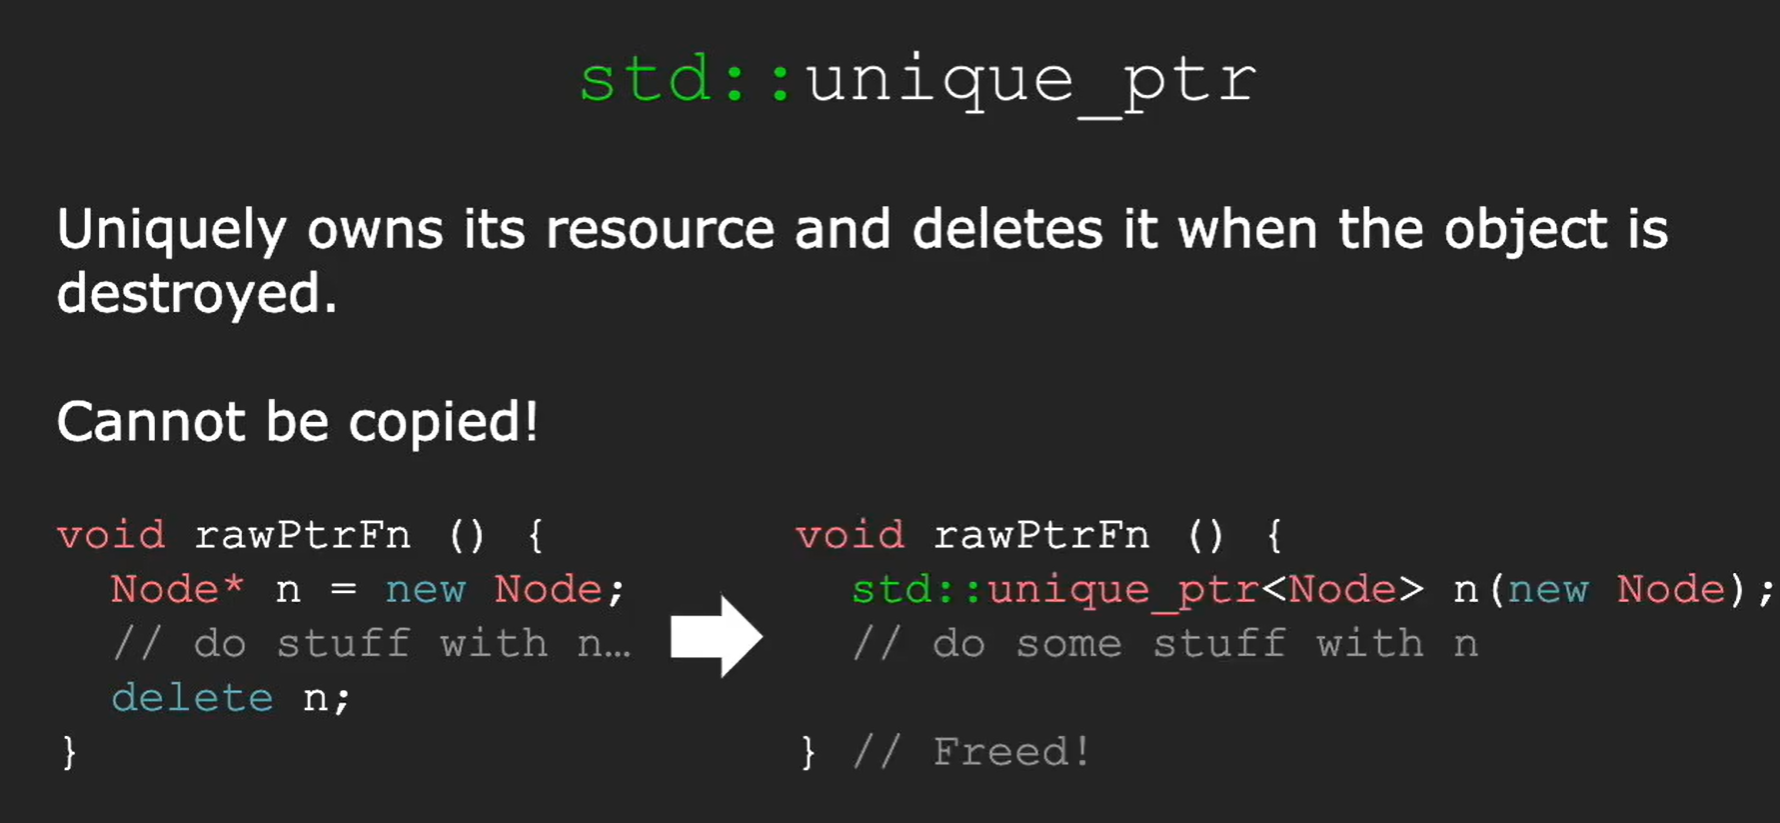 std::unique_ptr
Uniquely owns its resource and deletes it when the object is
destroyed.
Cannot be copied!
void rawPtrFn () {
  Node* n = new Node;
  // do stuff with n…
  delete n;
}
void rawPtrFn () {
  std::unique_ptr<Node> n(new Node);
  // do some stuff with n
} // Freed!